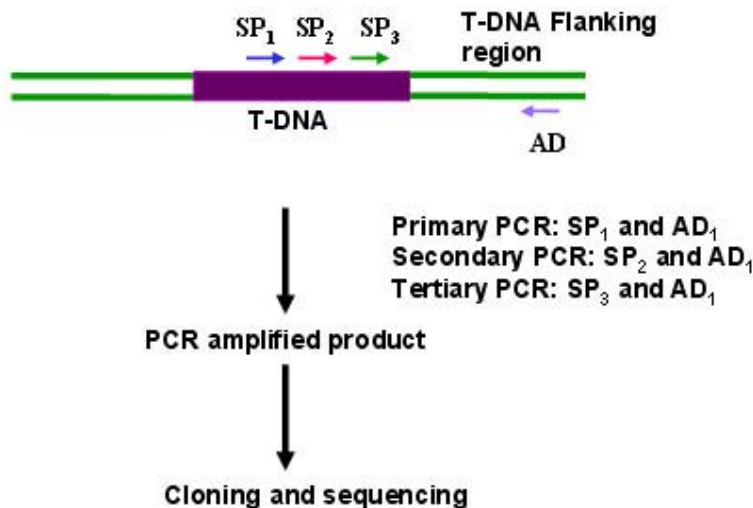 SP₁ SP₂ SP₃
T-DNA Flanking
region
T-DNA
AD
Primary PCR: SP₁ and AD₁
Secondary PCR: SP₂ and AD₁
Tertiary PCR: SP₃ and AD₁
PCR amplified product
Cloning and sequencing